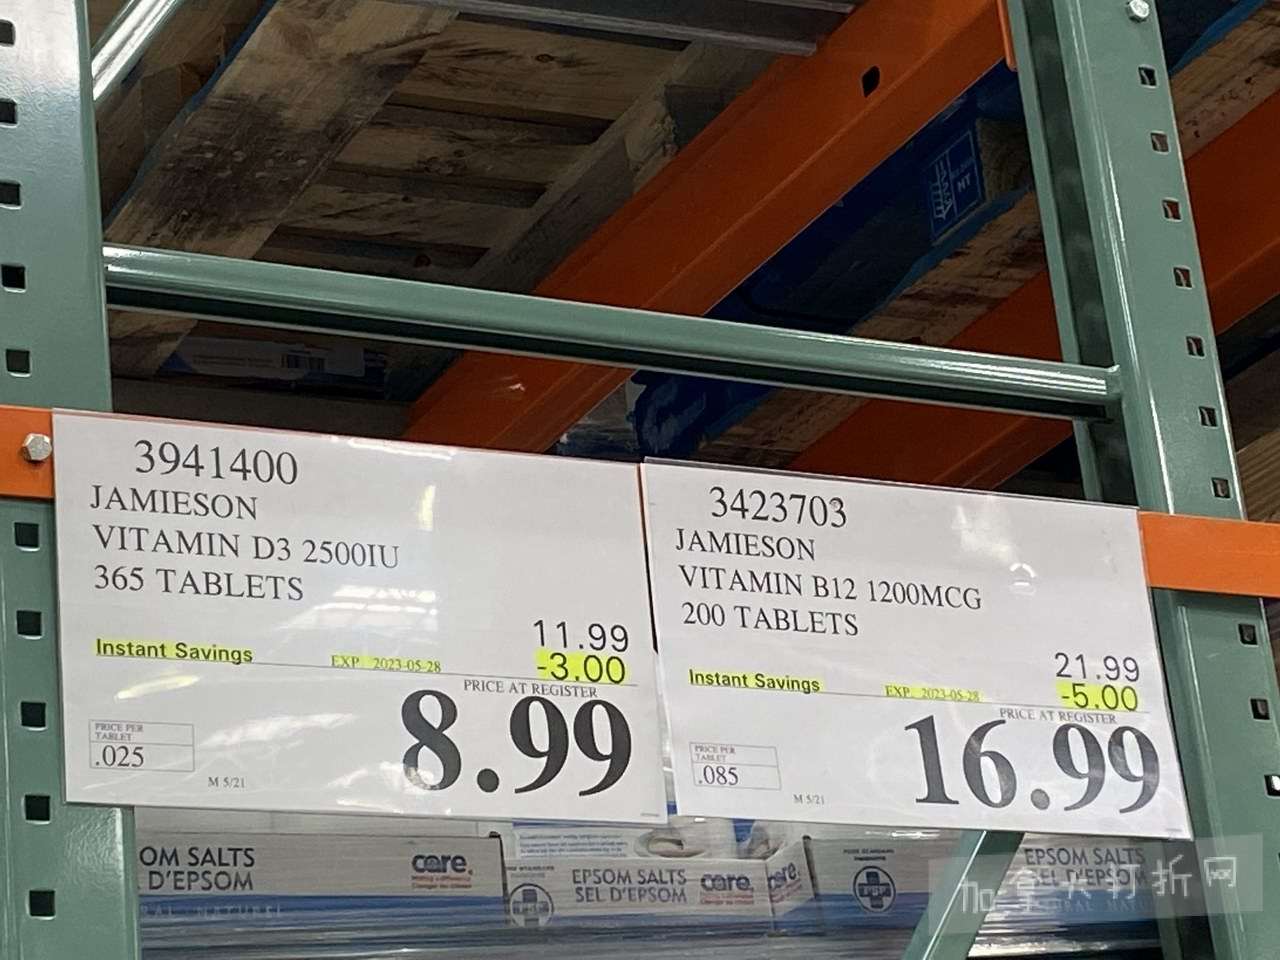 3941400
JAMIESON
VITAMIN D3 2500IU
365 TABLETS
11.99
Instant Savings EXP. 2023-05-28 -3.00
PRICE AT REGISTER
8.99
PRICE PER
TABLET
.025
M 5/21
3423703
JAMIESON
VITAMIN B12 1200MCG
200 TABLETS
21.99
Instant Savings EXP. 2023-05-28 -5.00
PRICE AT REGISTER
16.99
PRICE PER
TABLET
.085
M 5/21
OM SALTS
D'EPSOM
care.
EPSOM SALTS
SEL D'EPSOM
care.
care.
EPSOM SALTS
SEL D'EPSOM
加拿大打折网